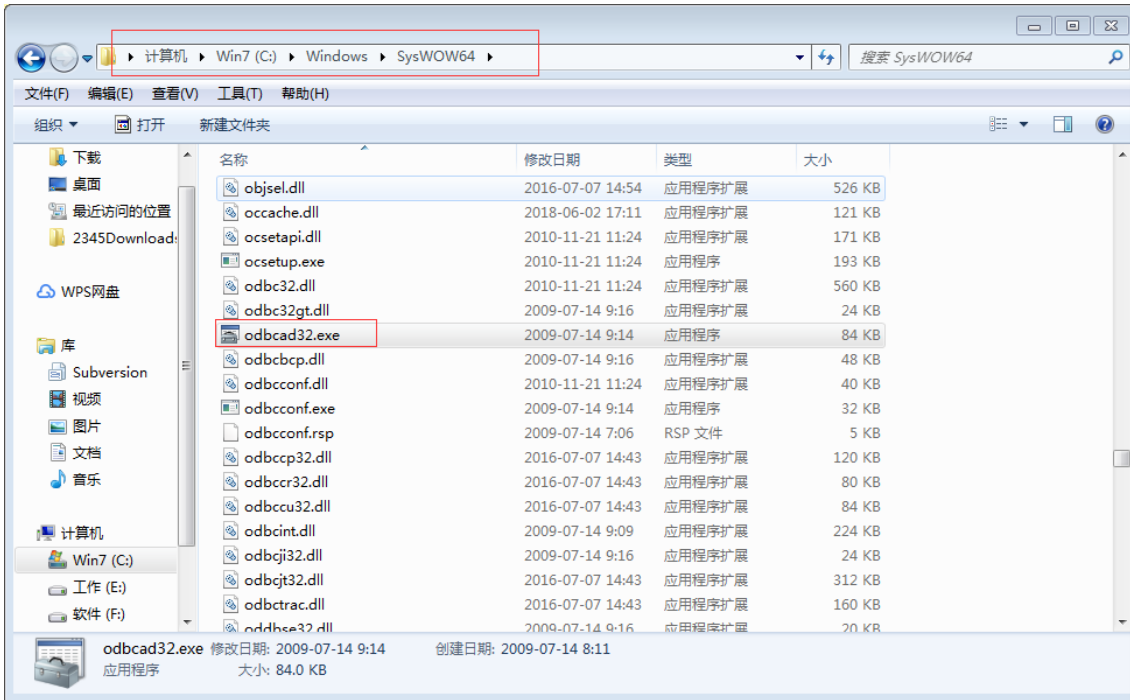 计算机 Win7 (C:) Windows SysWOW64
搜索 SysWOW64
文件(F) 编辑(E) 查看(V) 工具(T) 帮助(H)
组织 打开 新建文件夹
下载
桌面
最近访问的位置
2345Downloads
WPS网盘
库
Subversion
视频
图片
文档
音乐
计算机
Win7 (C:)
工作 (E:)
软件 (F:)
名称 修改日期 类型 大小
objsel.dll 2016-07-07 14:54 应用程序扩展 526 KB
occache.dll 2018-06-02 17:11 应用程序扩展 121 KB
ocsetapi.dll 2010-11-21 11:24 应用程序扩展 171 KB
ocsetup.exe 2010-11-21 11:24 应用程序 193 KB
odbc32.dll 2010-11-21 11:24 应用程序扩展 560 KB
odbc32gt.dll 2009-07-14 9:16 应用程序扩展 24 KB
odbcad32.exe 2009-07-14 9:14 应用程序 84 KB
odbcbcp.dll 2009-07-14 9:16 应用程序扩展 48 KB
odbcconf.dll 2010-11-21 11:24 应用程序扩展 40 KB
odbcconf.exe 2009-07-14 9:14 应用程序 32 KB
odbcconf.rsp 2009-07-14 7:06 RSP 文件 5 KB
odbccp32.dll 2016-07-07 14:43 应用程序扩展 120 KB
odbccr32.dll 2016-07-07 14:43 应用程序扩展 80 KB
odbccu32.dll 2016-07-07 14:43 应用程序扩展 84 KB
odbcint.dll 2009-07-14 9:09 应用程序扩展 224 KB
odbcji32.dll 2009-07-14 9:16 应用程序扩展 24 KB
odbcjt32.dll 2016-07-07 14:43 应用程序扩展 312 KB
odbctrac.dll 2016-07-07 14:43 应用程序扩展 160 KB
oddbse32.dll 2009-07-14 9:16 应用程序扩展 20 KB
odbcad32.exe 修改日期: 2009-07-14 9:14 创建日期: 2009-07-14 8:11
应用程序 大小: 84.0 KB